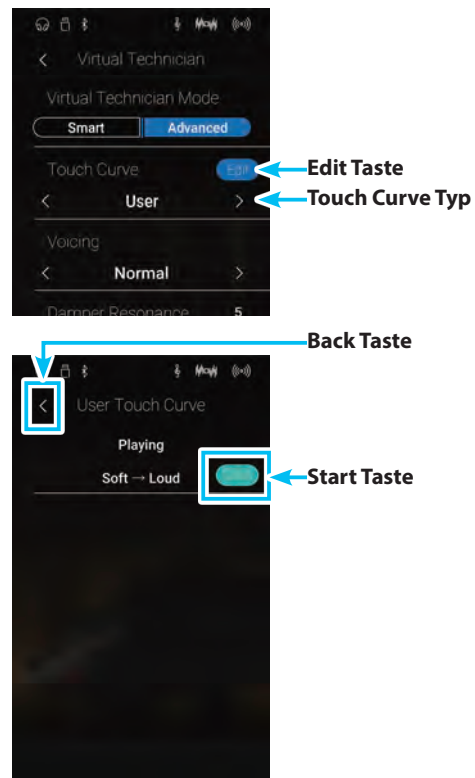 Virtual Technician
Virtual Technician Mode
Smart Advanced
Touch Curve Edit
Edit Taste
User
Touch Curve Typ
Voicing
Normal
Damper Resonance 5
Back Taste
User Touch Curve
Playing
Soft → Loud
Start Taste